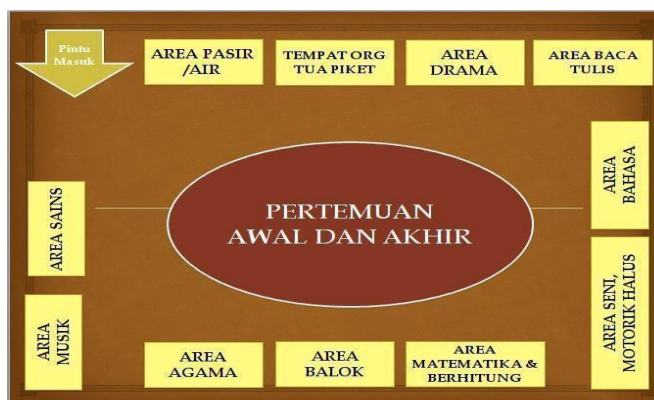 Pintu
Masuk
AREA PASIR
/AIR
TEMPAT ORG
TUA PIKET
AREA
DRAMA
AREA BACA
TULIS
AREA
BAHASA
AREA SENI,
MOTORIK HALUS
PERTEMUAN
AWAL DAN AKHIR
AREA SAINS
AREA
MUSIK
AREA
AGAMA
AREA
BALOK
AREA
MATEMATIKA &
BERHITUNG